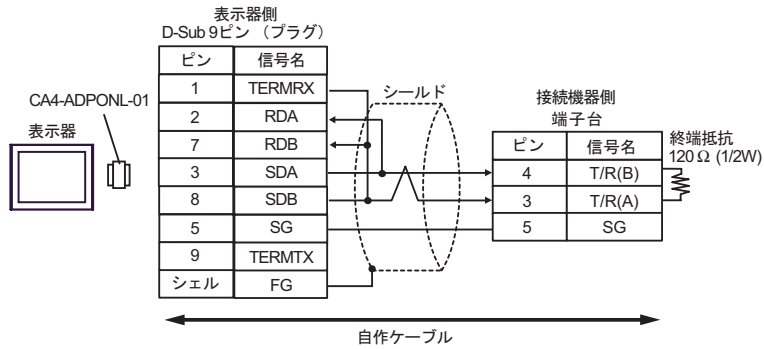 表示器側
D-Sub 9ピン （プラグ）
ピン 信号名
1 TERMRX
2 RDA
7 RDB
3 SDA
8 SDB
5 SG
9 TERMTX
シェル FG
CA4-ADPONL-01
表示器
シールド
接続機器側
端子台
ピン 信号名
4 T/R(B)
3 T/R(A)
5 SG
終端抵抗
120Ω (1/2W)
自作ケーブル